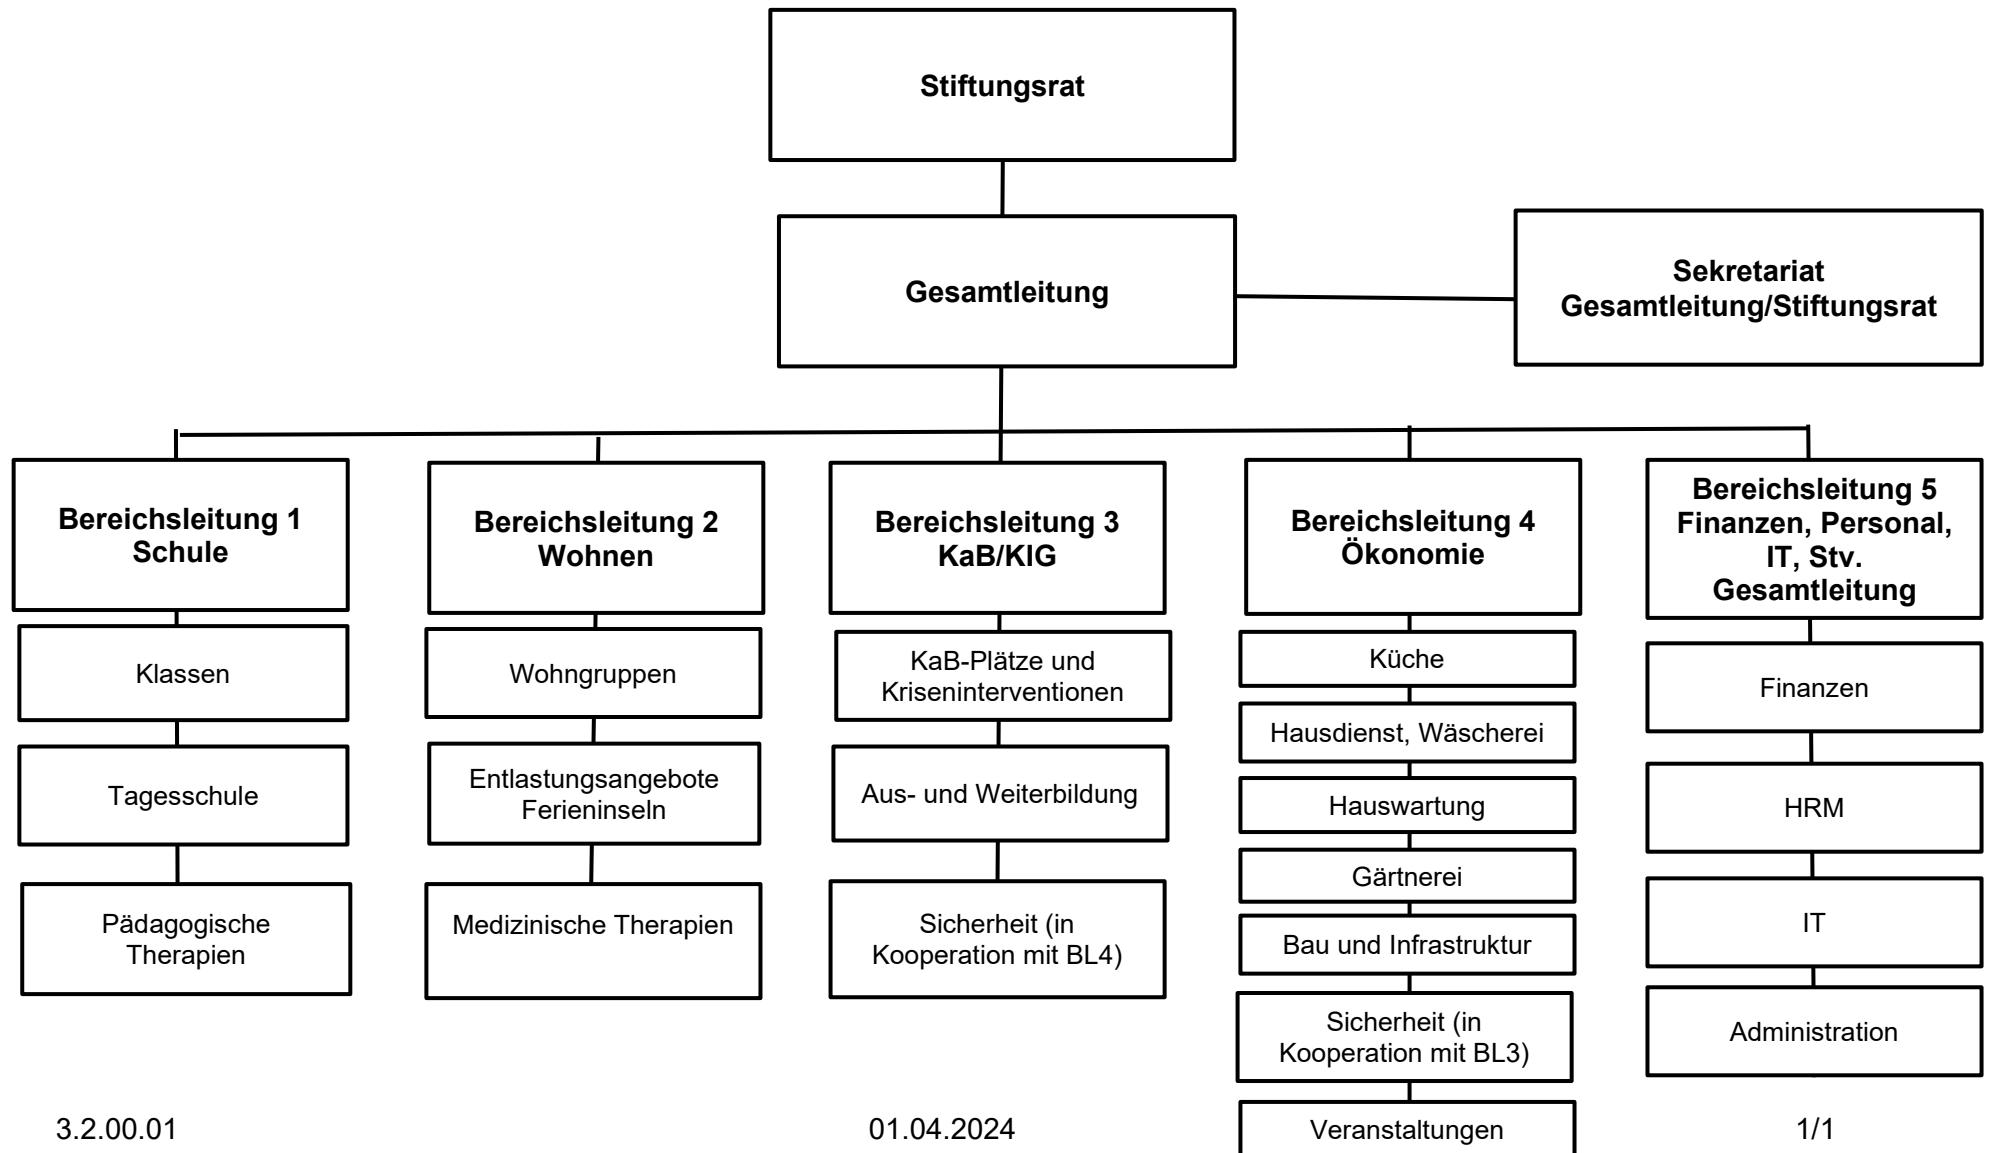 Stiftungsrat
Gesamtleitung
Sekretariat
Gesamtleitung/Stiftungsrat
Bereichsleitung 1
Schule
Klassen
Tagesschule
Pädagogische
Therapien
Bereichsleitung 2
Wohnen
Wohngruppen
Entlastungsangebote
Ferieninseln
Medizinische Therapien
Bereichsleitung 3
KaB/KIG
KaB-Plätze und
Kriseninterventionen
Aus- und Weiterbildung
Sicherheit (in
Kooperation mit BL4)
Bereichsleitung 4
Ökonomie
Küche
Hausdienst, Wäscherei
Hauswartung
Gärtnerei
Bau und Infrastruktur
Sicherheit (in
Kooperation mit BL3)
Veranstaltungen
Bereichsleitung 5
Finanzen, Personal,
IT, Stv.
Gesamtleitung
Finanzen
HRM
IT
Administration
3.2.00.01
01.04.2024
1/1